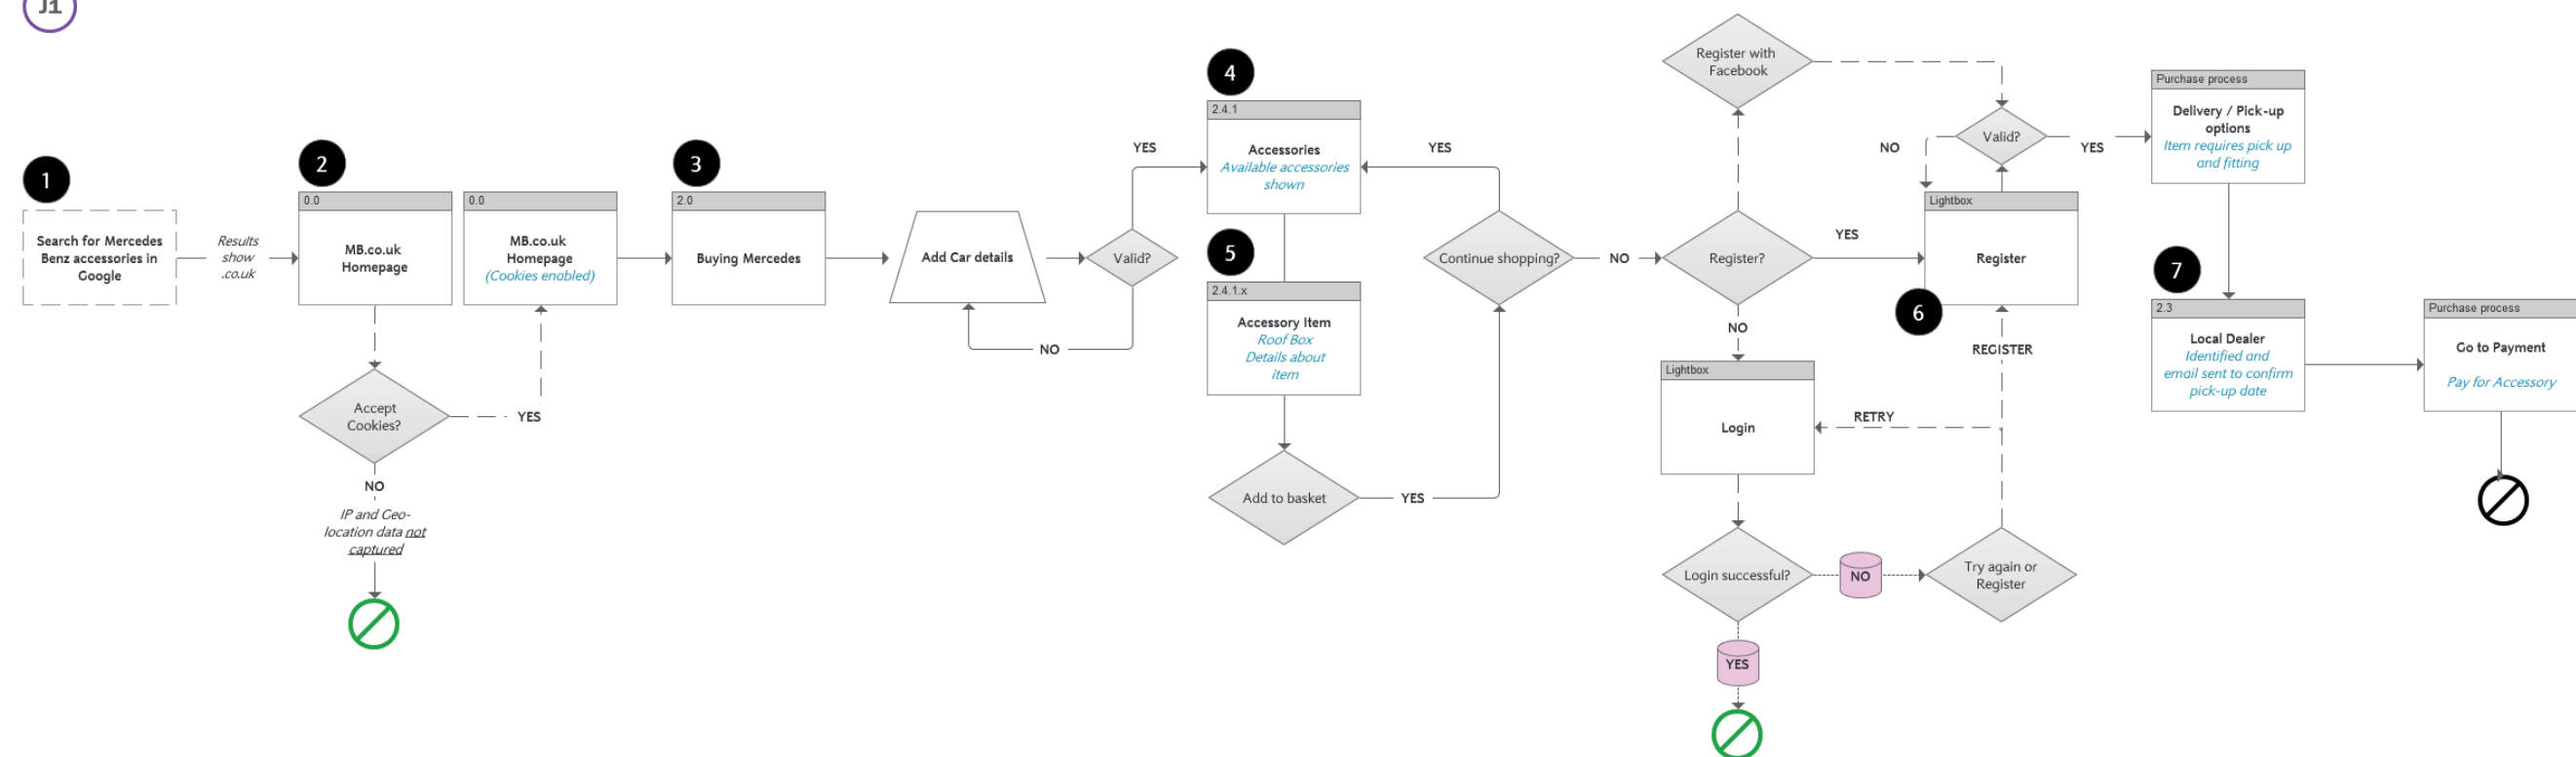 J1
1
Search for Mercedes
Benz accessories in
Google
Results
show
.co.uk
2
0.0
MB.co.uk
Homepage
Accept
Cookies?
YES
NO
IP and Geo-
location data not
captured
0.0
MB.co.uk
Homepage
(Cookies enabled)
3
2.0
Buying Mercedes
Add Car details
Valid?
YES
NO
4
2.4.1
Accessories
Available accessories
shown
5
2.4.1.x
Accessory Item
Roof Box
Details about
item
Add to basket
YES
Continue shopping?
YES
NO
Register?
Register with
Facebook
YES
NO
Lightbox
Login
Login successful?
NO
YES
Try again or
Register
RETRY
REGISTER
Lightbox
Register
6
Valid?
NO
YES
Purchase process
Delivery / Pick-up
options
Item requires pick up
and fitting
7
2.3
Local Dealer
Identified and
email sent to confirm
pick-up date
Purchase process
Go to Payment
Pay for Accessory